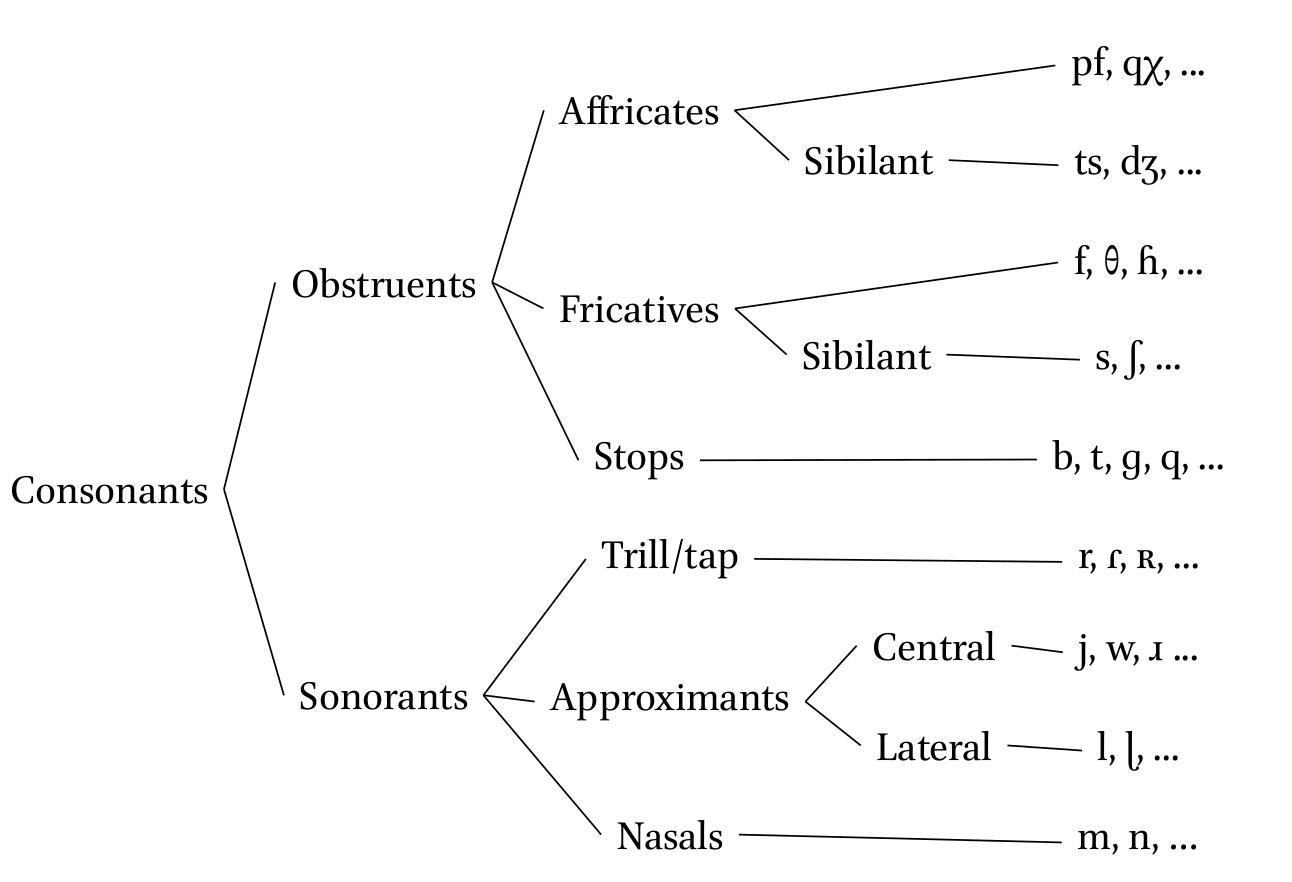 pf, qχ, ...
Affricates
Sibilant
ts, dʒ, ...
f, θ, ɦ, ...
Obstruents
Fricatives
Sibilant
s, ʃ, ...
Stops
b, t, ɡ, q, ...
Consonants
Trill/tap
r, ɾ, ʀ, ...
Central
j, w, ɹ ...
Sonorants
Approximants
Lateral
l, ɭ, ...
Nasals
m, n, ...